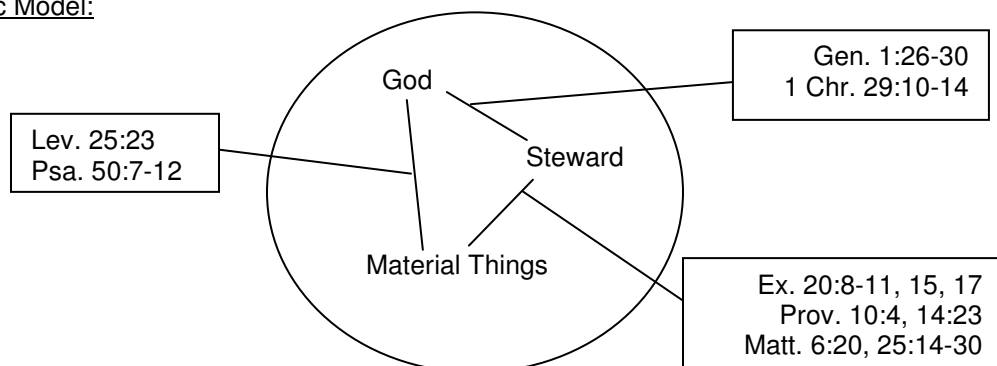 c Model:
God
Gen. 1:26-30
1 Chr. 29:10-14
Lev. 25:23
Psa. 50:7-12
Steward
Material Things
Ex. 20:8-11, 15, 17
Prov. 10:4, 14:23
Matt. 6:20, 25:14-30